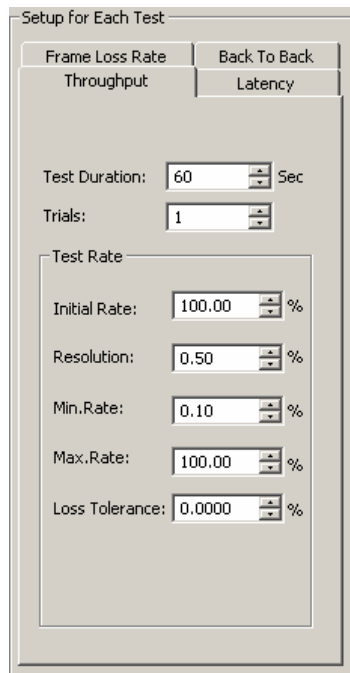 Setup for Each Test
Frame Loss Rate Back To Back
Throughput Latency
Test Duration: 60 Sec
Trials: 1
Test Rate
Initial Rate: 100.00 %
Resolution: 0.50 %
Min.Rate: 0.10 %
Max.Rate: 100.00 %
Loss Tolerance: 0.0000 %